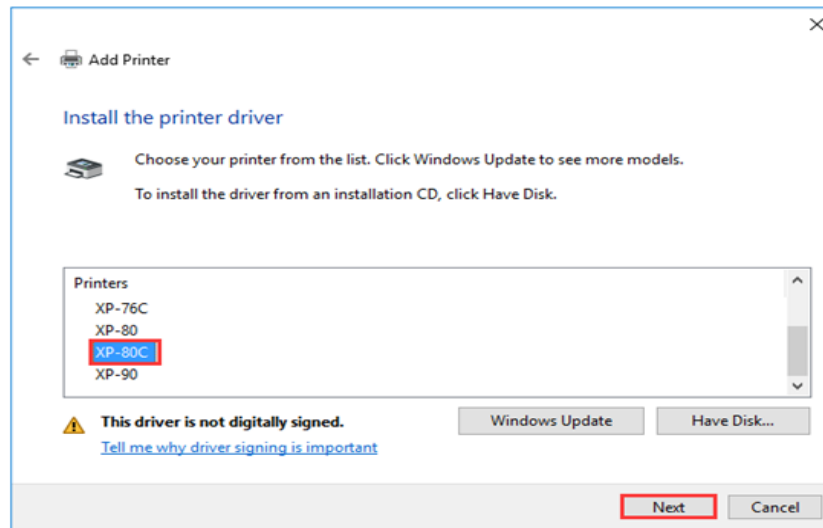 Add Printer
Install the printer driver
Choose your printer from the list. Click Windows Update to see more models.
To install the driver from an installation CD, click Have Disk.
Printers
XP-76C
XP-80
XP-80C
XP-90
This driver is not digitally signed.
Tell me why driver signing is important
Windows Update
Have Disk...
Next
Cancel